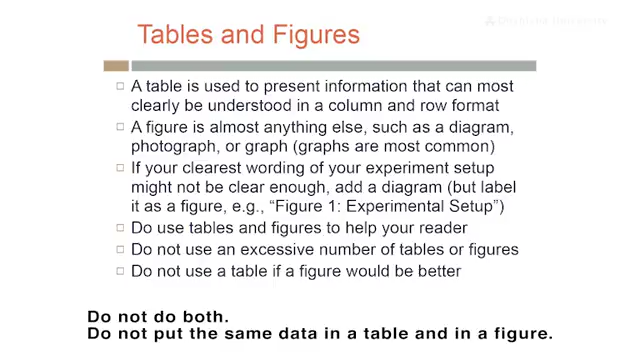 Tables and Figures
□ A table is used to present information that can most
clearly be understood in a column and row format
□ A figure is almost anything else, such as a diagram,
photograph, or graph (graphs are most common)
□ If your clearest wording of your experiment setup
might not be clear enough, add a diagram (but label
it as a figure, e.g., “Figure 1: Experimental Setup”)
□ Do use tables and figures to help your reader
□ Do not use an excessive number of tables or figures
□ Do not use a table if a figure would be better
Do not do both.
Do not put the same data in a table and in a figure.